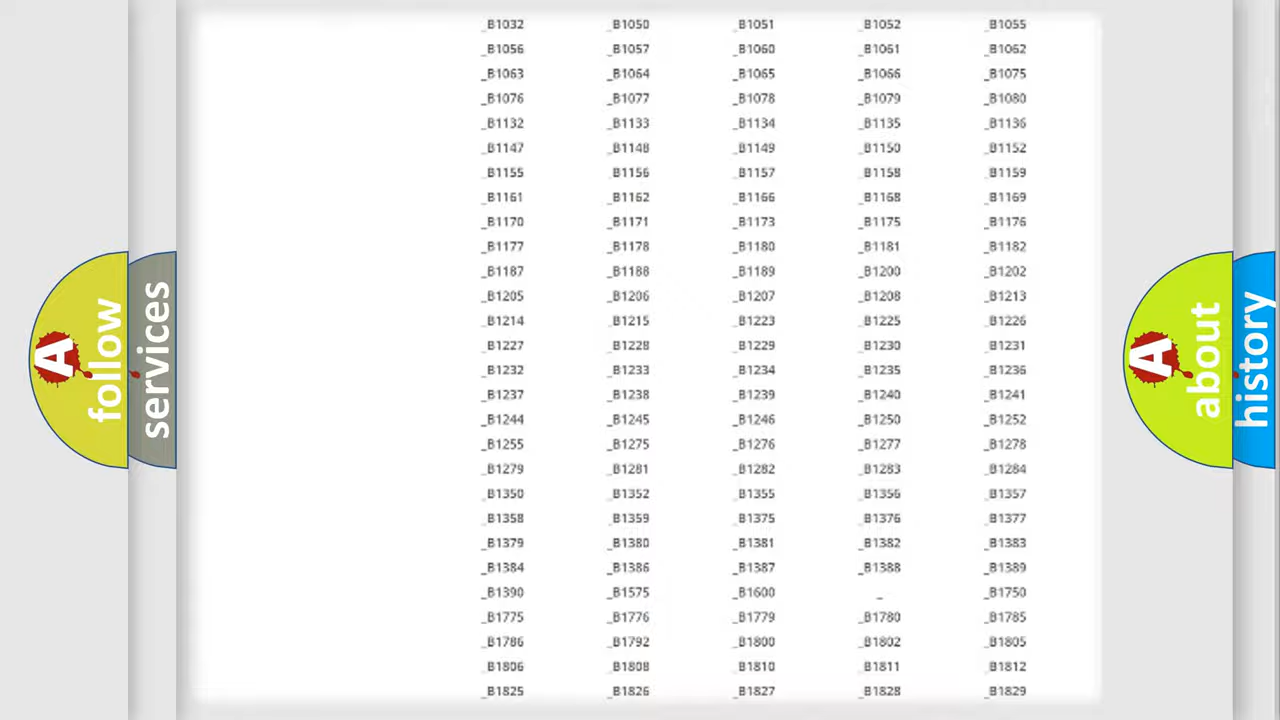 _B1032 _B1050 _B1051 _B1052 _B1055
_B1056 _B1057 _B1060 _B1061 _B1062
_B1063 _B1064 _B1065 _B1066 _B1075
_B1076 _B1077 _B1078 _B1079 _B1080
_B1132 _B1133 _B1134 _B1135 _B1136
_B1147 _B1148 _B1149 _B1150 _B1152
_B1155 _B1156 _B1157 _B1158 _B1159
_B1161 _B1162 _B1166 _B1168 _B1169
_B1170 _B1171 _B1173 _B1175 _B1176
_B1177 _B1178 _B1180 _B1181 _B1182
_B1187 _B1188 _B1189 _B1200 _B1202
_B1205 _B1206 _B1207 _B1208 _B1213
_B1214 _B1215 _B1223 _B1225 _B1226
_B1227 _B1228 _B1229 _B1230 _B1231
_B1232 _B1233 _B1234 _B1235 _B1236
_B1237 _B1238 _B1239 _B1240 _B1241
_B1244 _B1245 _B1246 _B1250 _B1252
_B1255 _B1275 _B1276 _B1277 _B1278
_B1279 _B1281 _B1282 _B1283 _B1284
_B1350 _B1352 _B1355 _B1356 _B1357
_B1358 _B1359 _B1375 _B1376 _B1377
_B1379 _B1380 _B1381 _B1382 _B1383
_B1384 _B1386 _B1387 _B1388 _B1389
_B1390 _B1575 _B1600 _ _B1750
_B1775 _B1776 _B1779 _B1780 _B1785
_B1786 _B1792 _B1800 _B1802 _B1805
_B1806 _B1808 _B1810 _B1811 _B1812
_B1825 _B1826 _B1827 _B1828 _B1829
A
follow
services
A
about
history